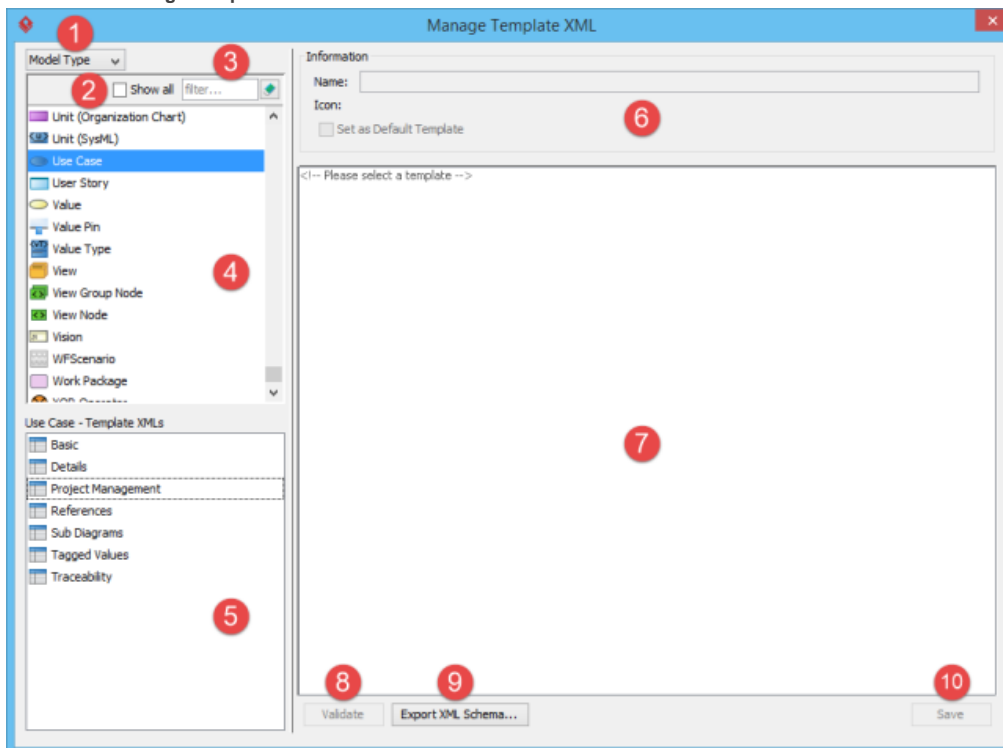 Manage Template XML
1
Model Type
3
2
Show all
filter...
Unit (Organization Chart)
Unit (SysML)
Use Case
User Story
Value
Value Pin
Value Type
View
4
View Group Node
View Node
Vision
WFScenario
Work Package
Use Case - Template XMLs
Basic
Details
Project Management
References
Sub Diagrams
Tagged Values
Traceability
5
Information
Name:
Icon:
6
Set as Default Template
<!-- Please select a template -->
7
8
9
10
Validate
Export XML Schema...
Save